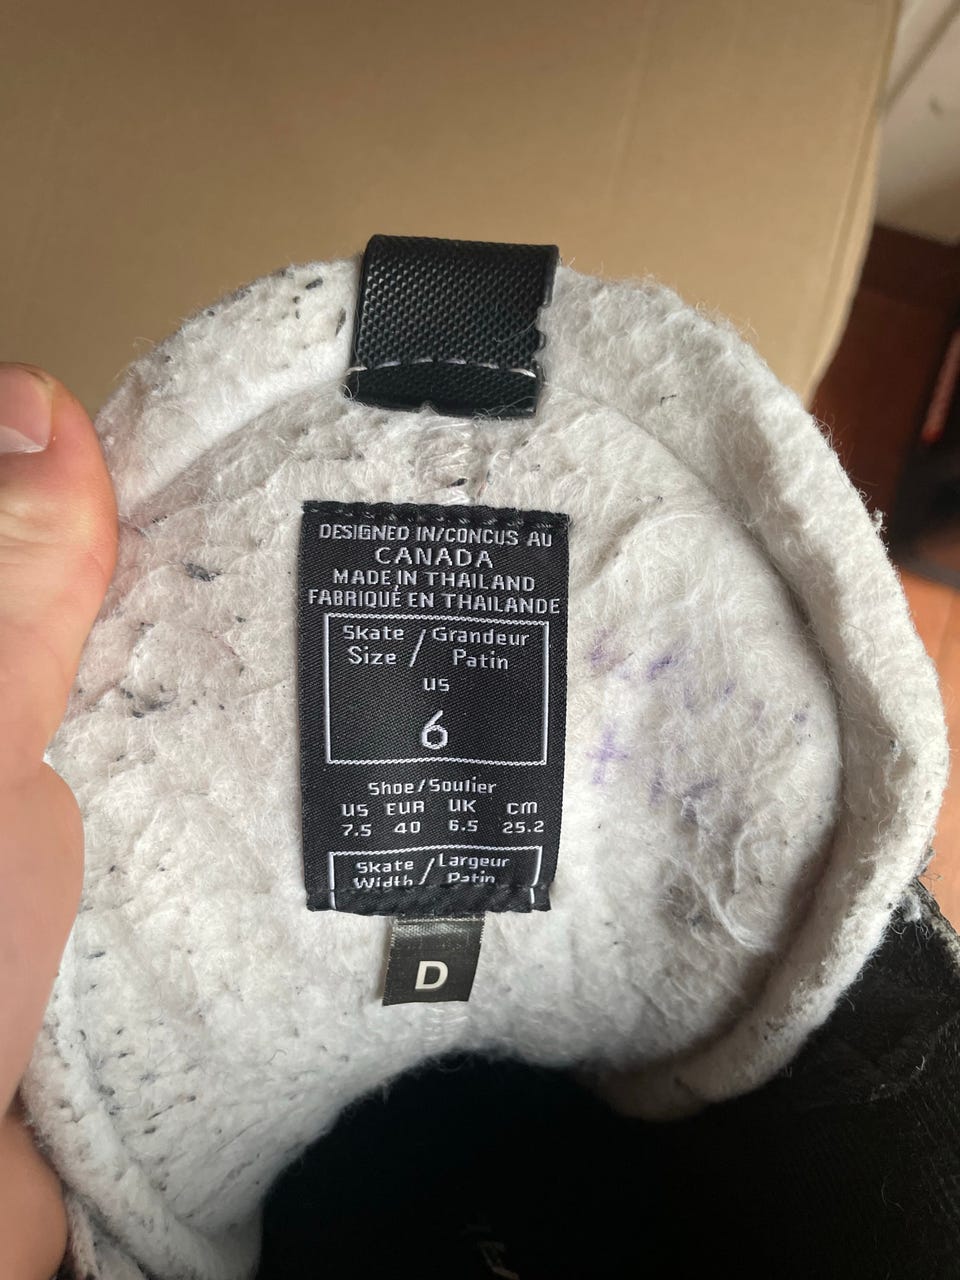 DESIGNED IN/CONCUS AU
CANADA
MADE IN THAILAND
FABRIQUÉ EN THAILANDE
Skate / Grandeur
Size / Patin
US
6
Shoe/Soulier
US EUR UK CM
7.5 40 6.5 25.2
Skate / Largeur
Width / Patin
D